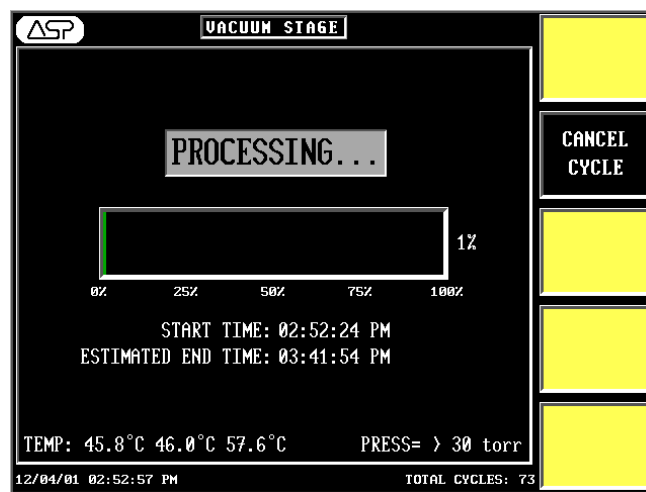 ASP
VACUUM STAGE
CANCEL
CYCLE
PROCESSING...
1%
0% 25% 50% 75% 100%
START TIME: 02:52:24 PM
ESTIMATED END TIME: 03:41:54 PM
TEMP: 45.8°C 46.0°C 57.6°C PRESS= > 30 torr
12/04/01 02:52:57 PM TOTAL CYCLES: 73